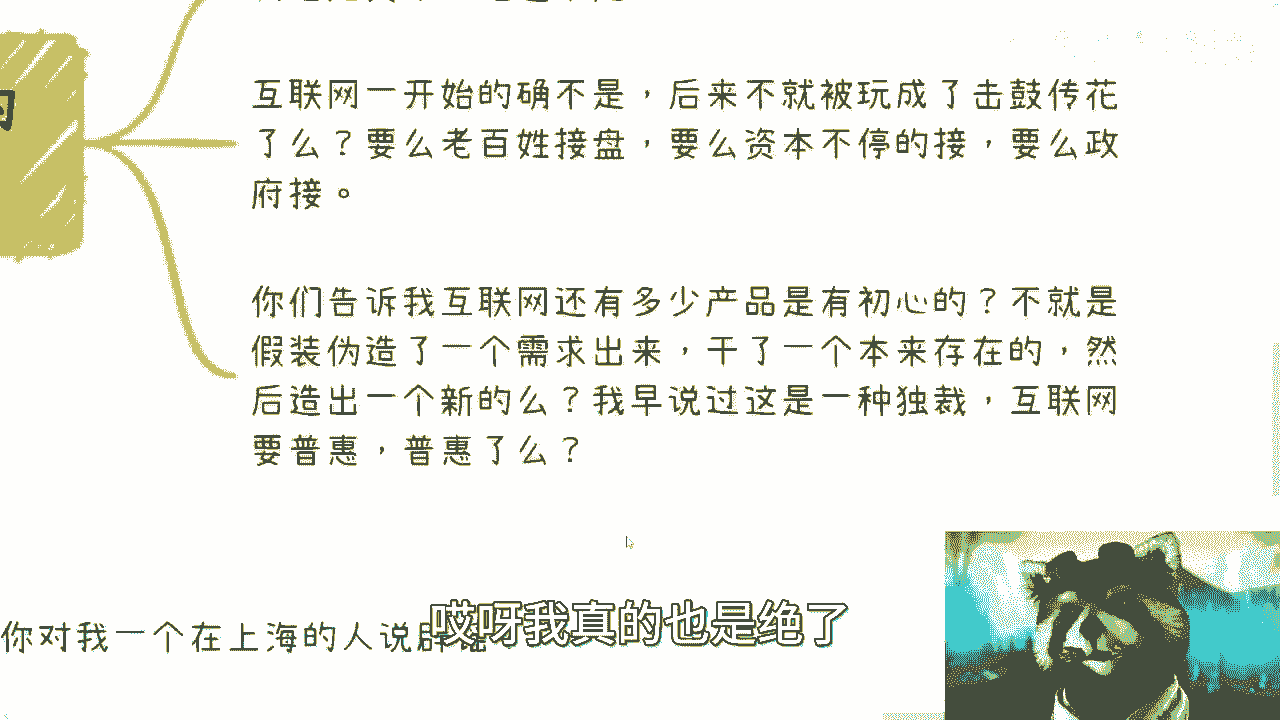 互联网一开始的确不是，后来不就被玩成了击鼓传花
了么？要么老百姓接盘，要么资本不停的接，要么政
府接。
你们告诉我互联网还有多少产品是有初心的？不就是
假装伪造了一个需求出来，干了一个本来存在的，然
后造出一个新的么？我早说过这是一种独裁，互联网
要普惠，普惠了么？
哎呀我真的也是绝了
你对我一个在上海的人说辟谣